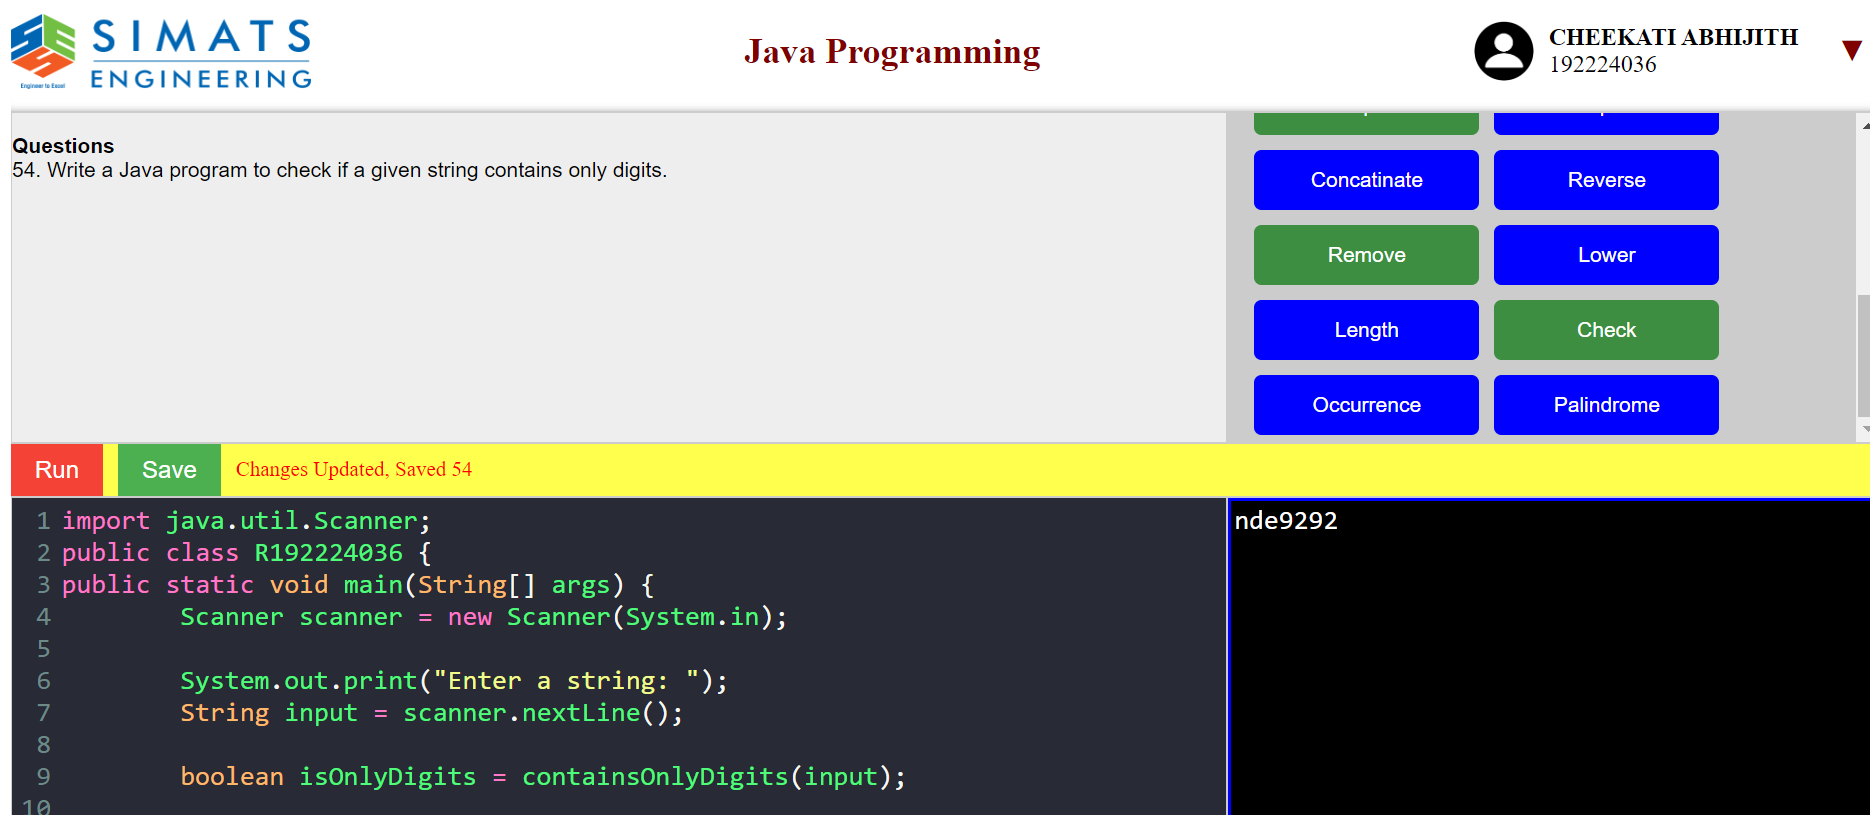 SIMATS
ENGINEERING
Engineer to Excel
Java Programming
CHEEKATI ABHIJITH
192224036
▼
Questions
54. Write a Java program to check if a given string contains only digits.
Concatinate
Reverse
Remove
Lower
Length
Check
Occurrence
Palindrome
Run
Save
Changes Updated, Saved 54
1 import java.util.Scanner;
2 public class R192224036 {
3 public static void main(String[] args) {
4 Scanner scanner = new Scanner(System.in);
5
6 System.out.print("Enter a string: ");
7 String input = scanner.nextLine();
8
9 boolean isOnlyDigits = containsOnlyDigits(input);
10
nde9292